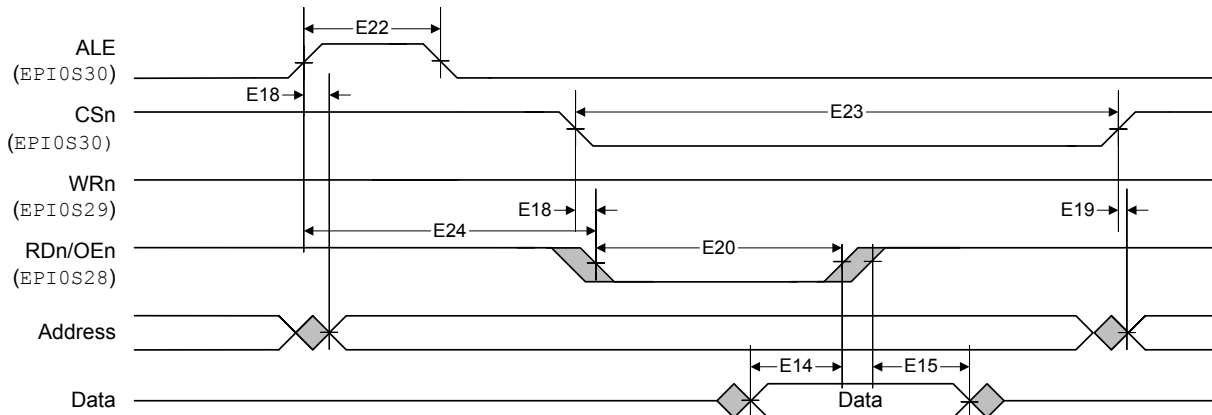 E22
ALE
(EPI0S30)
E18
CSn
E23
(EPI0S30)
WRn
(EPI0S29)
E18
E19
E24
RDn/OEn
E20
(EPI0S28)
Address
E14
E15
Data
Data